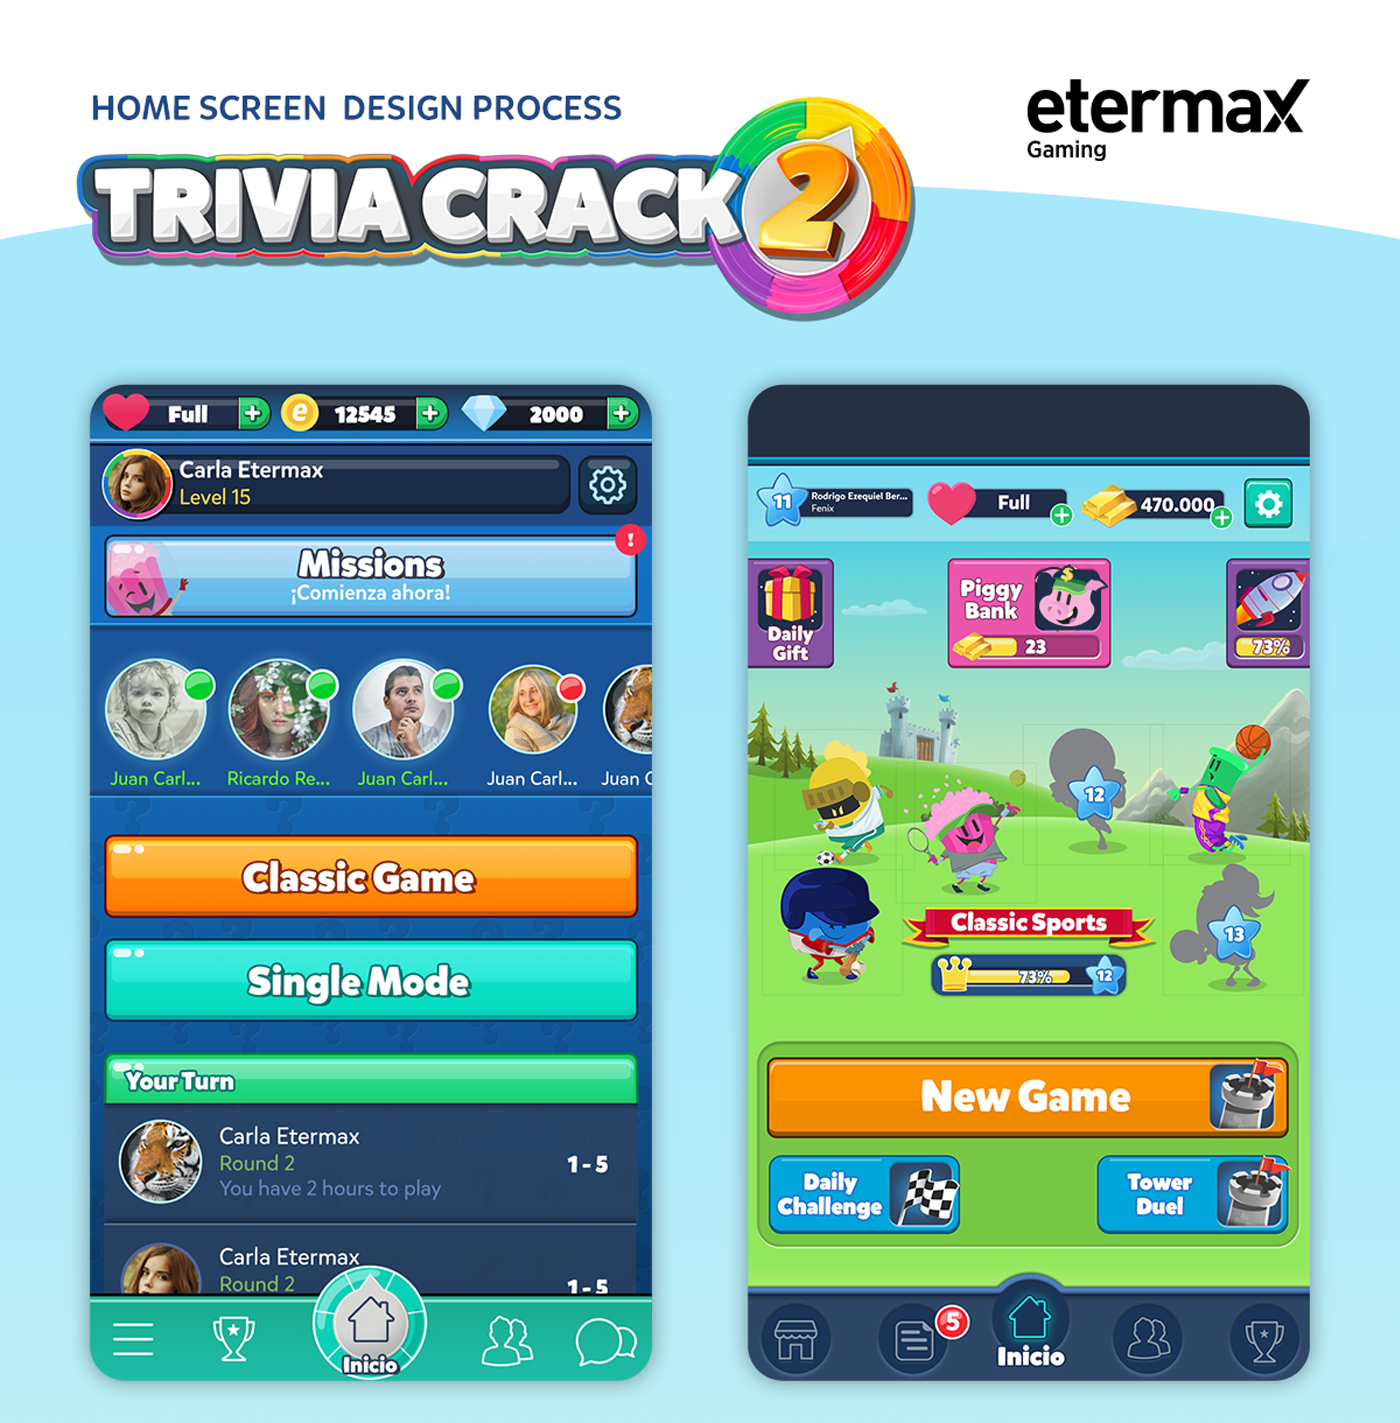 HOME SCREEN DESIGN PROCESS
etermax
Gaming
TRIVIA CRACK 2
Full
e
12545
2000
Carla Etermax
Level 15
Missions
¡Comienza ahora!
!
Juan Carl...
Ricardo Re...
Juan Carl...
Juan Carl...
Juan C
Classic Game
Single Mode
Your Turn
Carla Etermax
Round 2
1 - 5
You have 2 hours to play
Carla Etermax
Round 2
1 - 5
Inicio
11
Rodrigo Ezequiel Ber...
Fenix
Full
470.000
Daily
Gift
Piggy
Bank
$
23
73%
12
Classic Sports
73%
12
13
New Game
Daily
Challenge
Tower
Duel
5
Inicio